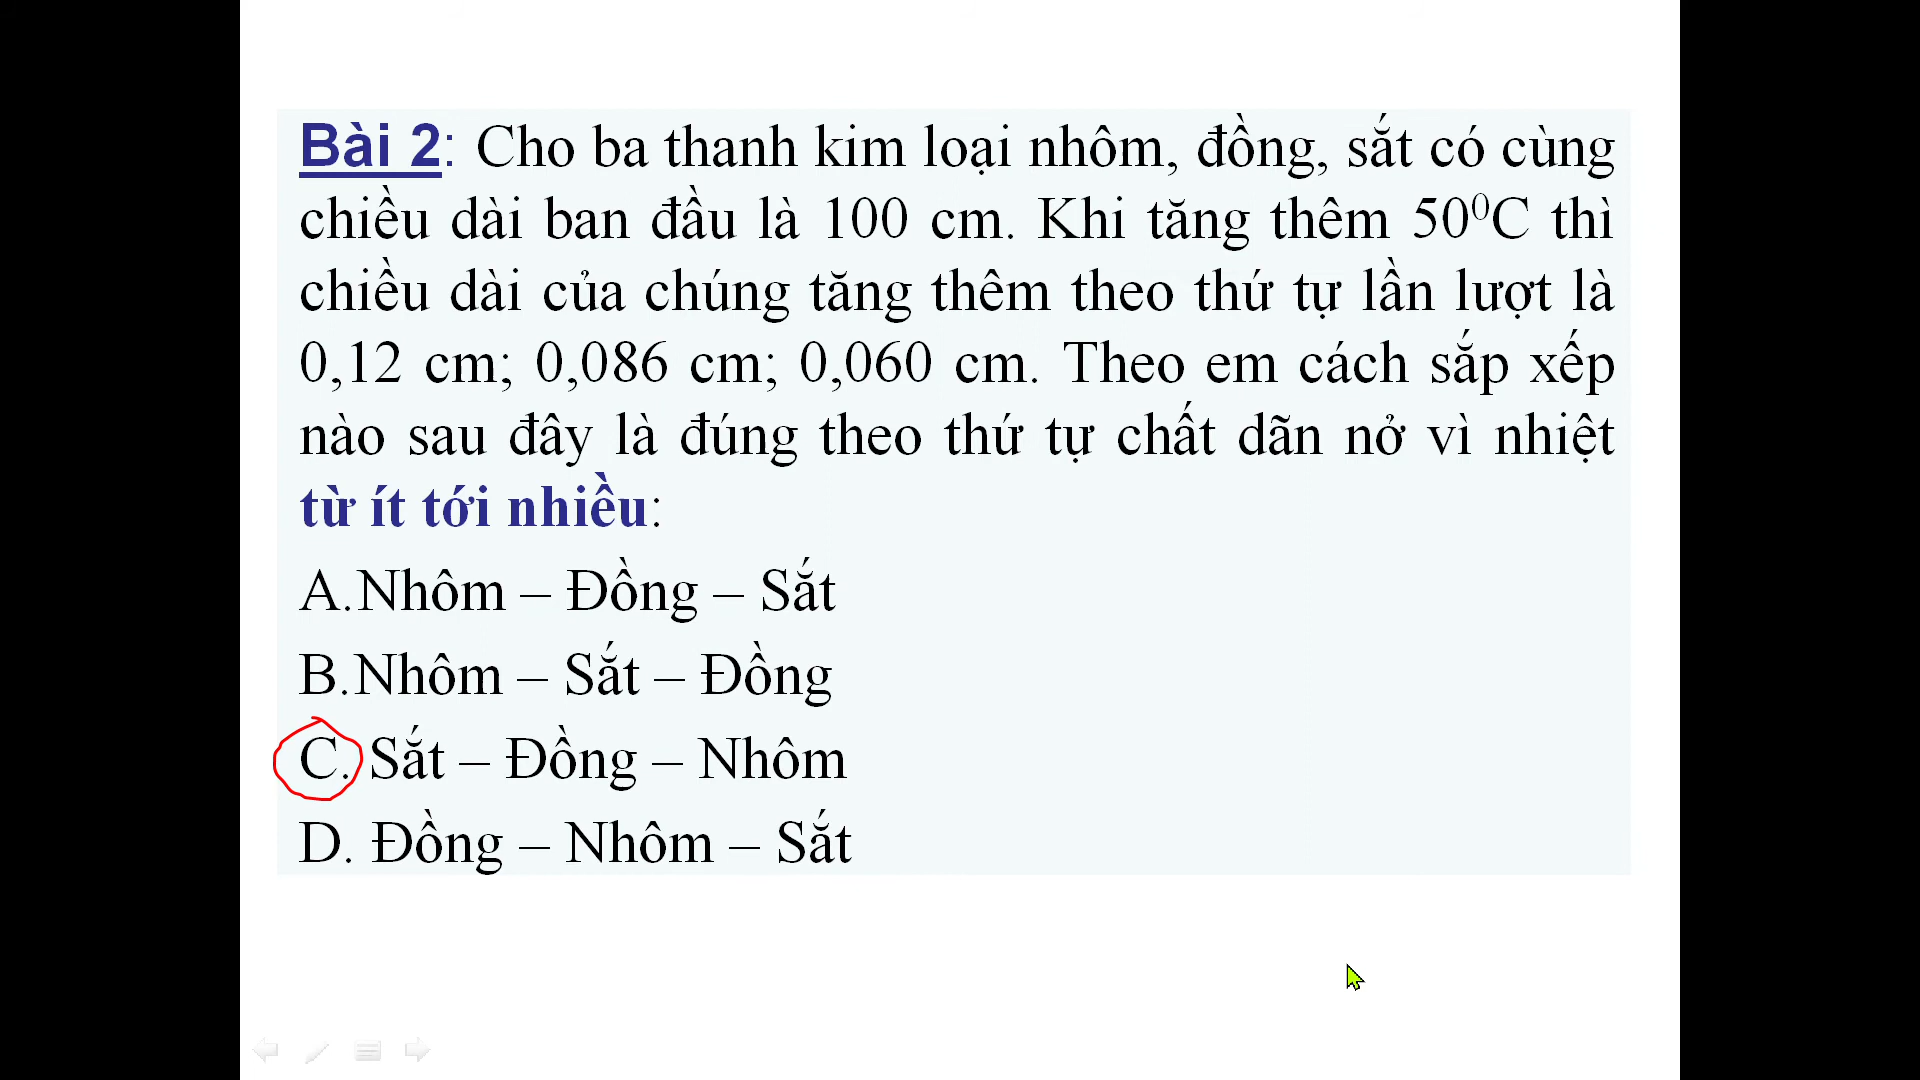 Bài 2: Cho ba thanh kim loại nhôm, đồng, sắt có cùng
chiều dài ban đầu là 100 cm. Khi tăng thêm 50⁰C thì
chiều dài của chúng tăng thêm theo thứ tự lần lượt là
0,12 cm; 0,086 cm; 0,060 cm. Theo em cách sắp xếp
nào sau đây là đúng theo thứ tự chất dãn nở vì nhiệt
từ ít tới nhiều:
A.Nhôm – Đồng – Sắt
B.Nhôm – Sắt – Đồng
C. Sắt – Đồng – Nhôm
D. Đồng – Nhôm – Sắt